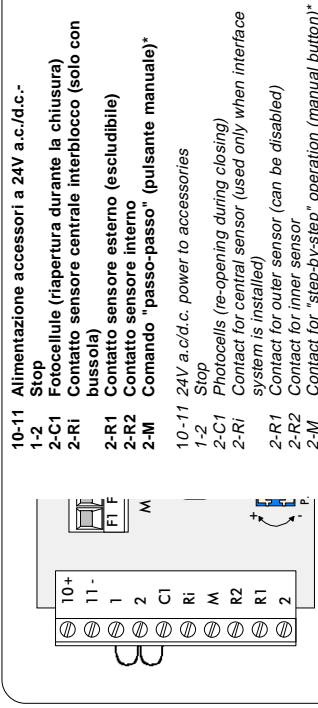 10-11 Alimentazione accessori a 24V a.c./d.c.-
1-2 Stop
2-C1 Fotocellule (riapertura durante la chiusura)
2-Ri Contatto sensore centrale interblocco (solo con
bussola)
2-R1 Contatto sensore esterno (escludibile)
2-R2 Contatto sensore interno
2-M Comando "passo-passo" (pulsante manuale)*
10-11 24V a.c/d.c. power to accessories
1-2 Stop
2-C1 Photocells (re-opening during closing)
2-Ri Contact for central sensor (used only when interface
system is installed)
2-R1 Contact for outer sensor (can be disabled)
2-R2 Contact for inner sensor
2-M Contact for "step-by-step" operation (manual button)*
10+
11-
1
2
C1
Ri
M
R2
R1
2
F1 F
M
+
-
P.